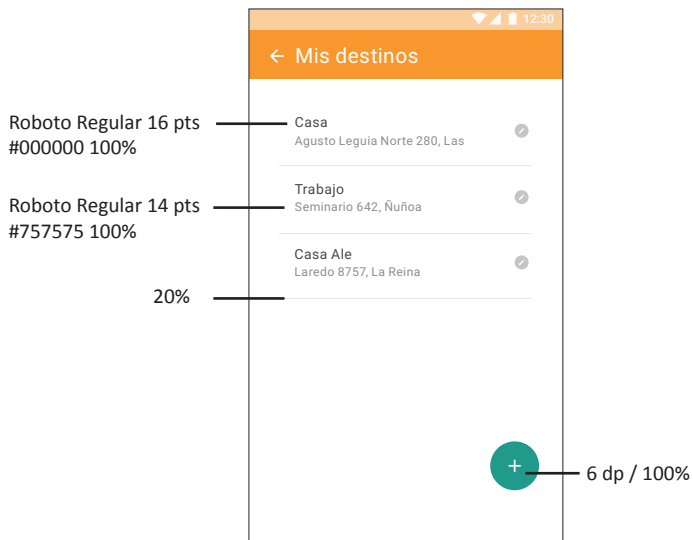 12:30
Mis destinos
Roboto Regular 16 pts
#000000 100%
Casa
Agusto Leguia Norte 280, Las
Roboto Regular 14 pts
#757575 100%
Trabajo
Seminario 642, Ñuñoa
Casa Ale
Laredo 8757, La Reina
20%
+
6 dp / 100%